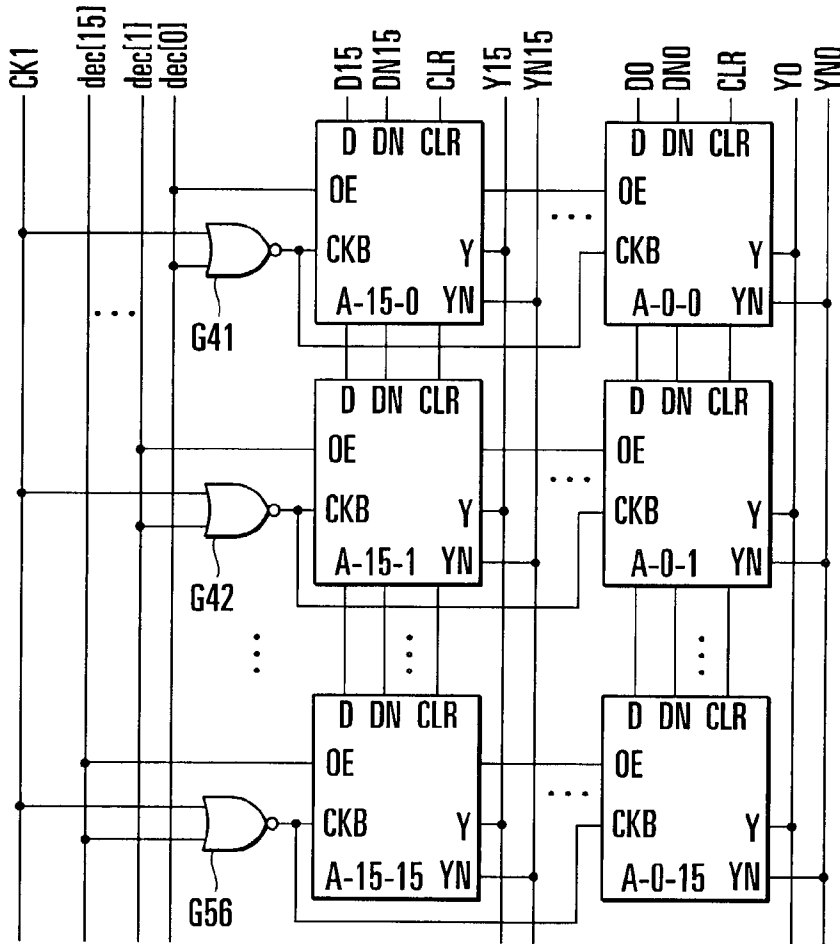 CK1 dec[15] dec[1] dec[0] D15 DN15 CLR Y15 YN15 D0 DN0 CLR Y0 YN0
D DN CLR D DN CLR
OE ... OE
CKB Y CKB Y
A-15-0 YN A-0-0 YN
... G41
D DN CLR D DN CLR
OE ... OE
CKB Y CKB Y
A-15-1 YN A-0-1 YN
G42
D DN CLR D DN CLR
OE ... OE
CKB Y CKB Y
A-15-15 YN A-0-15 YN
G56